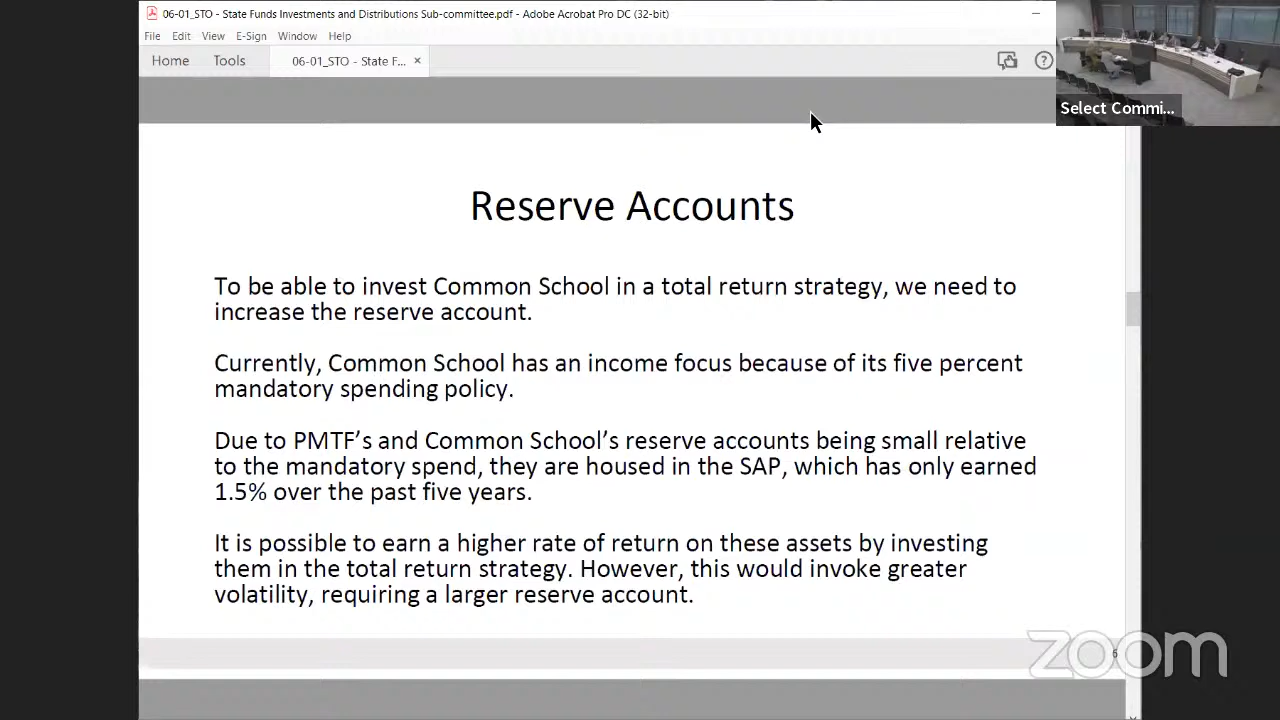 06-01_STO - State Funds Investments and Distributions Sub-committee.pdf - Adobe Acrobat Pro DC (32-bit)
File Edit View E-Sign Window Help
Home Tools 06-01_STO - State F... ×
Select Commi...
Reserve Accounts
To be able to invest Common School in a total return strategy, we need to
increase the reserve account.
Currently, Common School has an income focus because of its five percent
mandatory spending policy.
Due to PMTF’s and Common School’s reserve accounts being small relative
to the mandatory spend, they are housed in the SAP, which has only earned
1.5% over the past five years.
It is possible to earn a higher rate of return on these assets by investing
them in the total return strategy. However, this would invoke greater
volatility, requiring a larger reserve account.
6
zoom